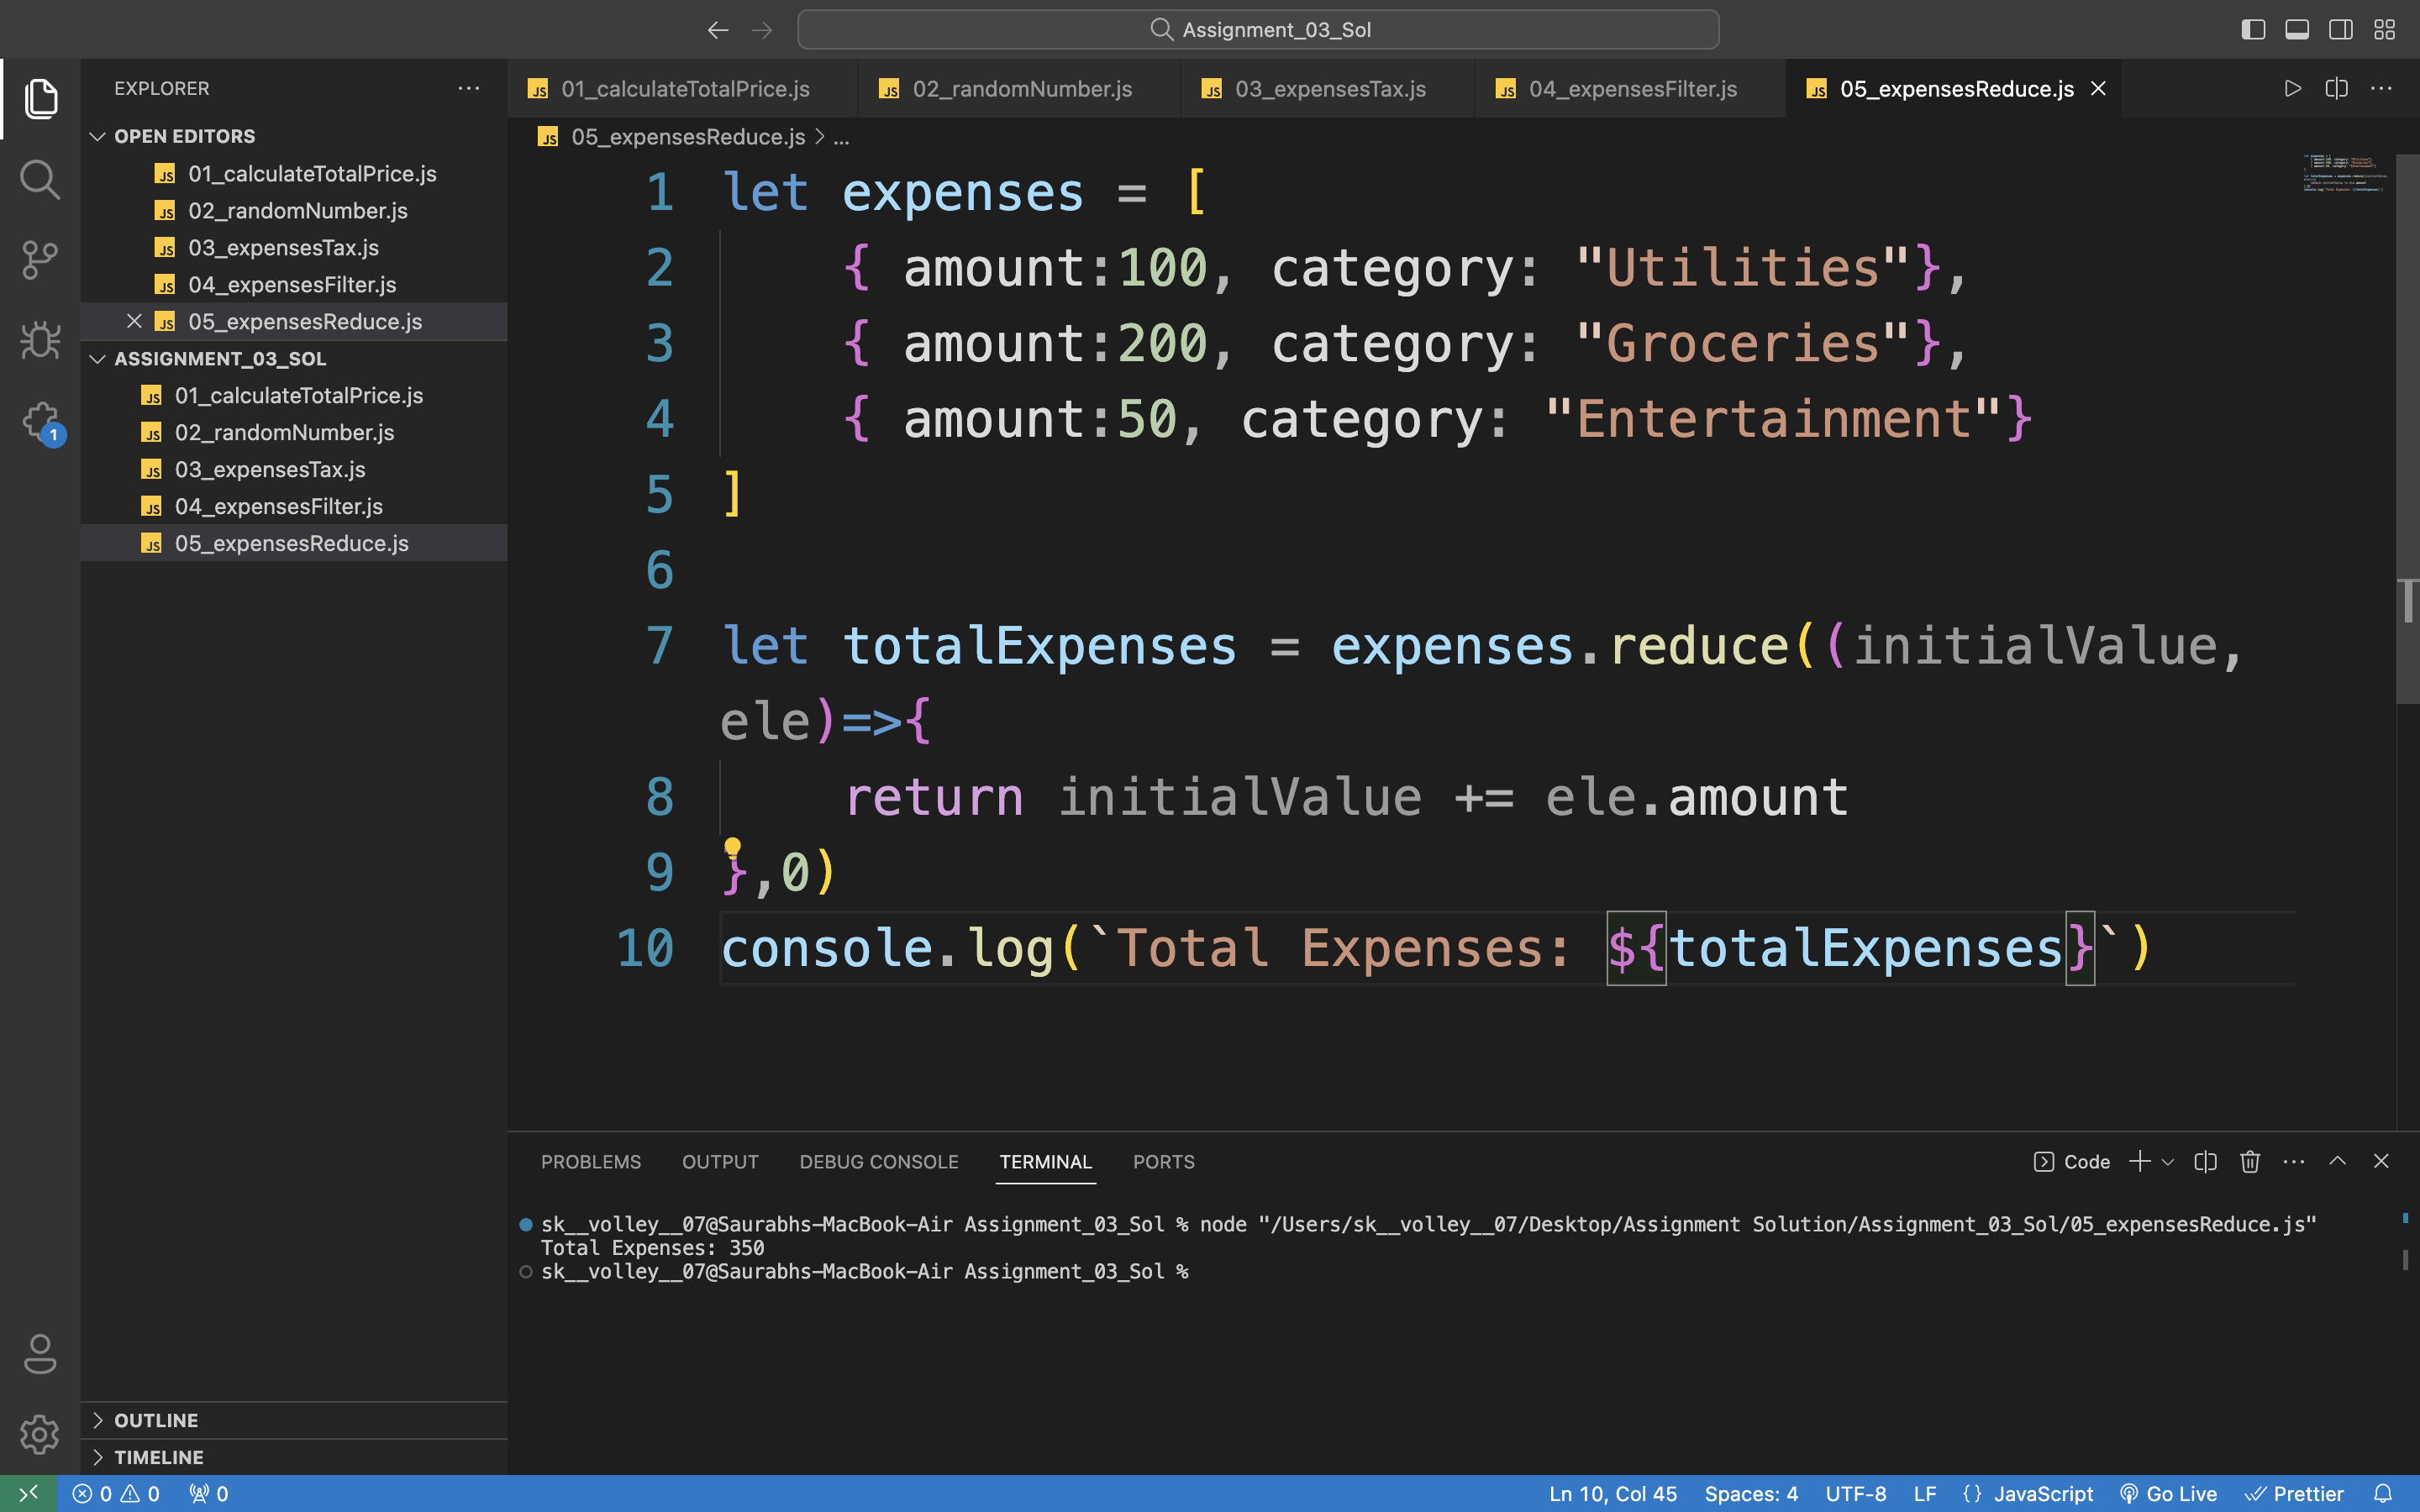 Assignment_03_Sol
EXPLORER
OPEN EDITORS
JS 01_calculateTotalPrice.js
JS 02_randomNumber.js
JS 03_expensesTax.js
JS 04_expensesFilter.js
JS 05_expensesReduce.js
ASSIGNMENT_03_SOL
JS 01_calculateTotalPrice.js
JS 02_randomNumber.js
JS 03_expensesTax.js
JS 04_expensesFilter.js
JS 05_expensesReduce.js
1
OUTLINE
TIMELINE
JS 01_calculateTotalPrice.js JS 02_randomNumber.js JS 03_expensesTax.js JS 04_expensesFilter.js JS 05_expensesReduce.js
JS 05_expensesReduce.js > ...
1 let expenses = [
2 { amount:100, category: "Utilities"},
3 { amount:200, category: "Groceries"},
4 { amount:50, category: "Entertainment"}
5 ]
6
7 let totalExpenses = expenses.reduce((initialValue,
ele)=>{
8 return initialValue += ele.amount
9 },0)
10 console.log(`Total Expenses: ${totalExpenses}`)
PROBLEMS OUTPUT DEBUG CONSOLE TERMINAL PORTS Code
sk__volley__07@Saurabhs-MacBook-Air Assignment_03_Sol % node "/Users/sk__volley__07/Desktop/Assignment Solution/Assignment_03_Sol/05_expensesReduce.js"
Total Expenses: 350
sk__volley__07@Saurabhs-MacBook-Air Assignment_03_Sol %
0 0 0 Ln 10, Col 45 Spaces: 4 UTF-8 LF {} JavaScript Go Live Prettier